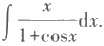 ∫ x/(1+cosx) dx.